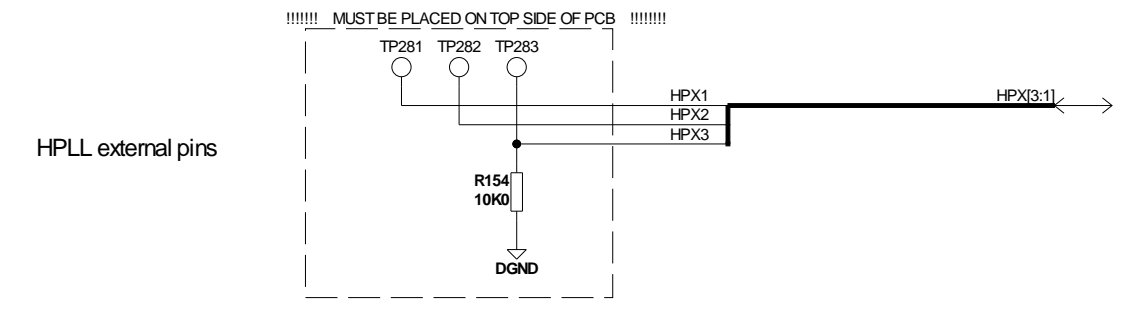 !!!!!!! MUST BE PLACED ON TOP SIDE OF PCB !!!!!!!!
TP281 TP282 TP283
HPX1 HPX[3:1]
HPX2
HPX3
HPLL external pins
R154
10K0
DGND